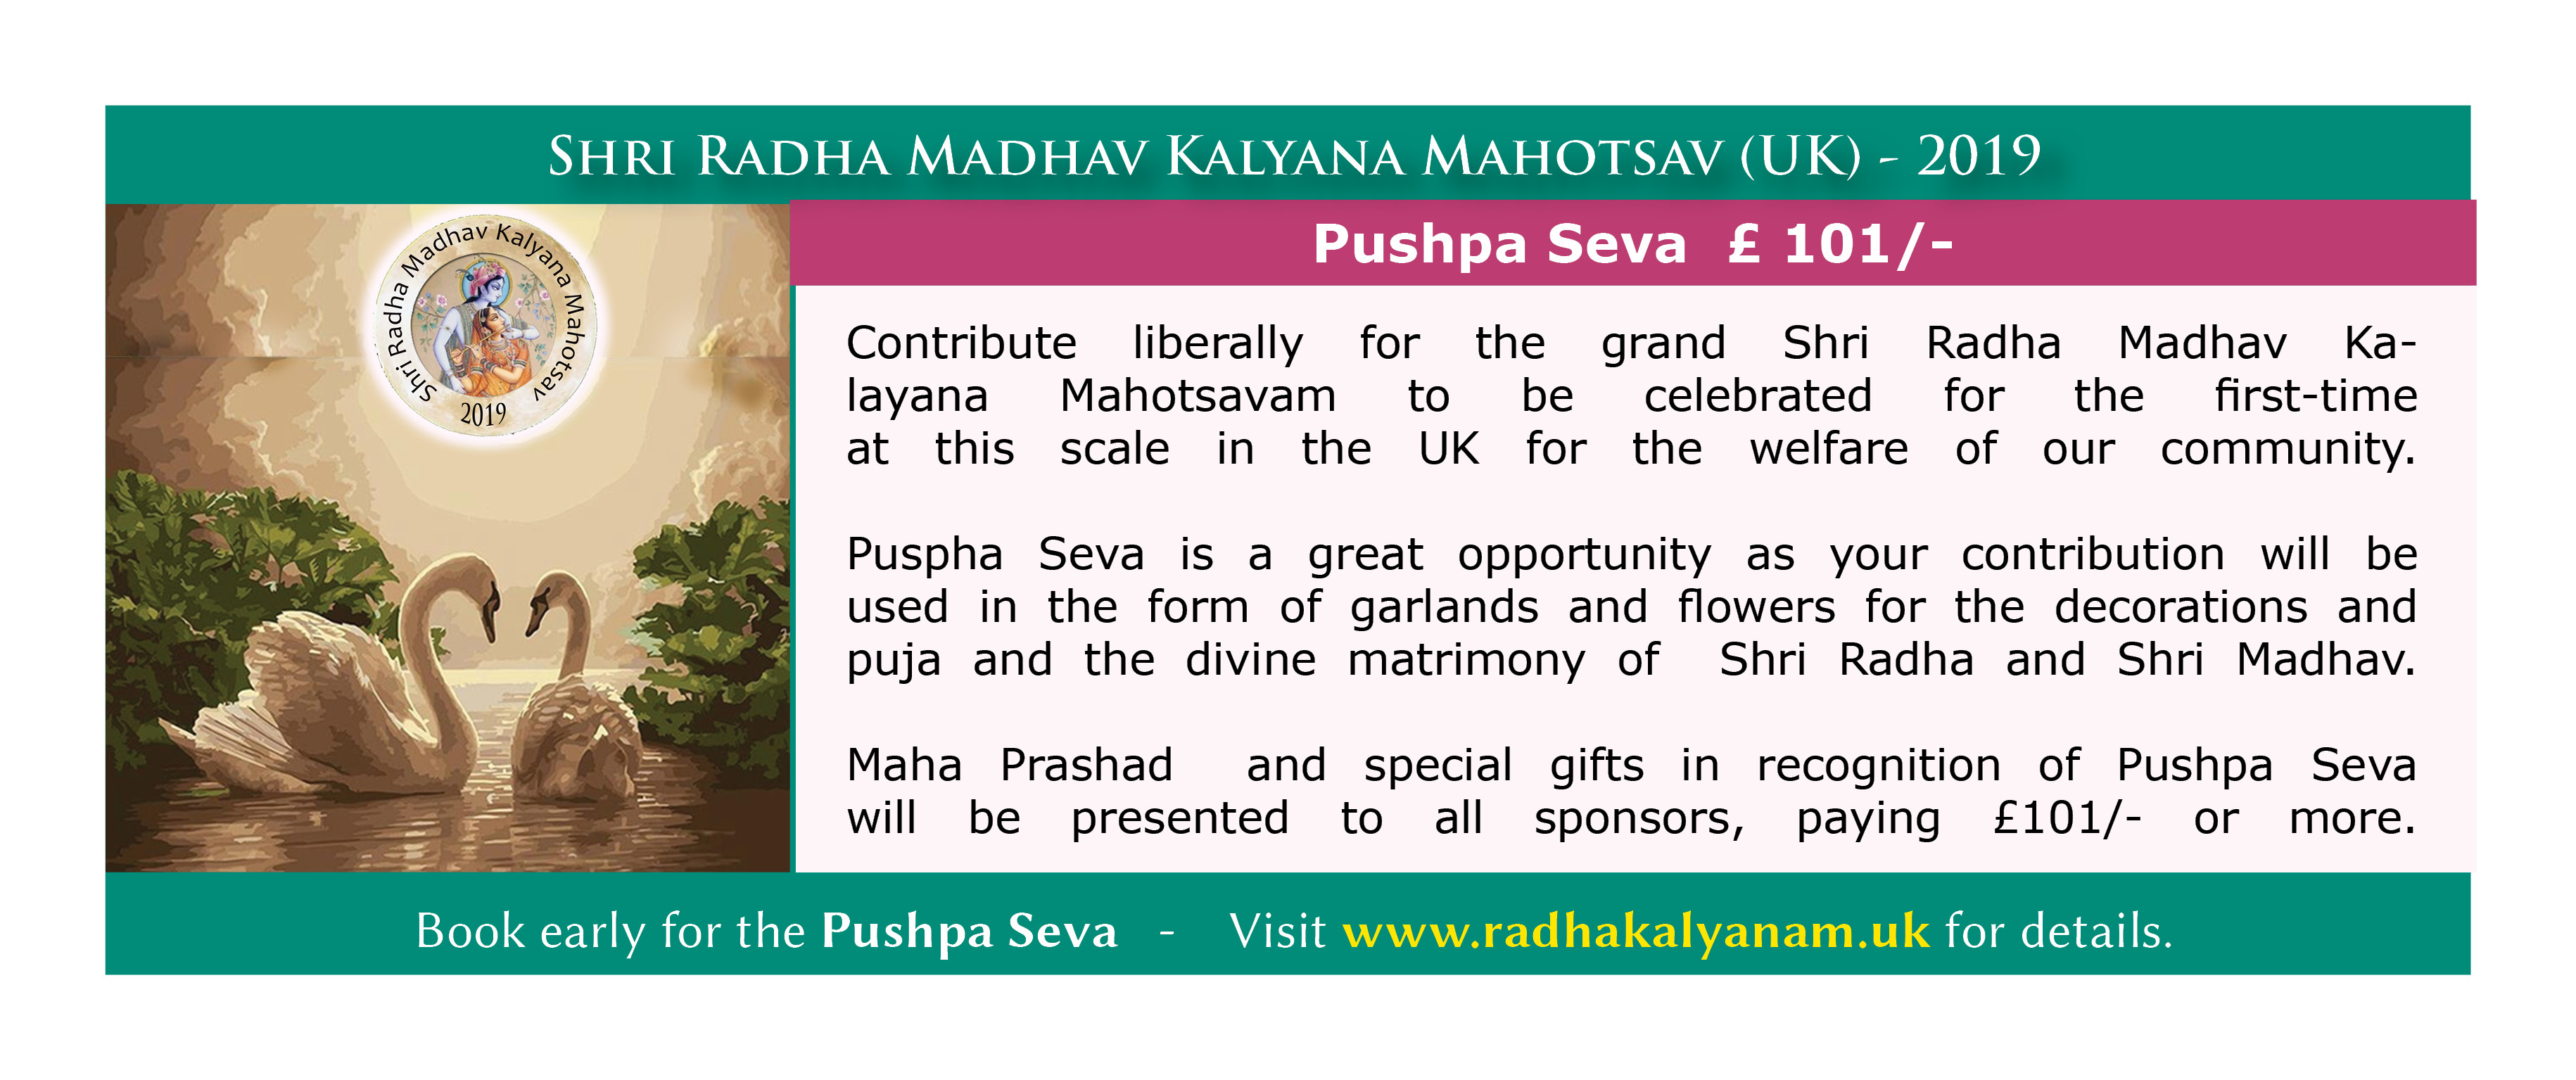 SHRI RADHA MADHAV KALYANA MAHOTSAV (UK) - 2019
Shri Radha Madhav Kalyana Mahotsav
2019
Pushpa Seva £ 101/-
Contribute liberally for the grand Shri Radha Madhav Ka-
layana Mahotsavam to be celebrated for the first-time
at this scale in the UK for the welfare of our community.
Puspha Seva is a great opportunity as your contribution will be
used in the form of garlands and flowers for the decorations and
puja and the divine matrimony of Shri Radha and Shri Madhav.
Maha Prashad and special gifts in recognition of Pushpa Seva
will be presented to all sponsors, paying £101/- or more.
Book early for the Pushpa Seva - Visit www.radhakalyanam.uk for details.